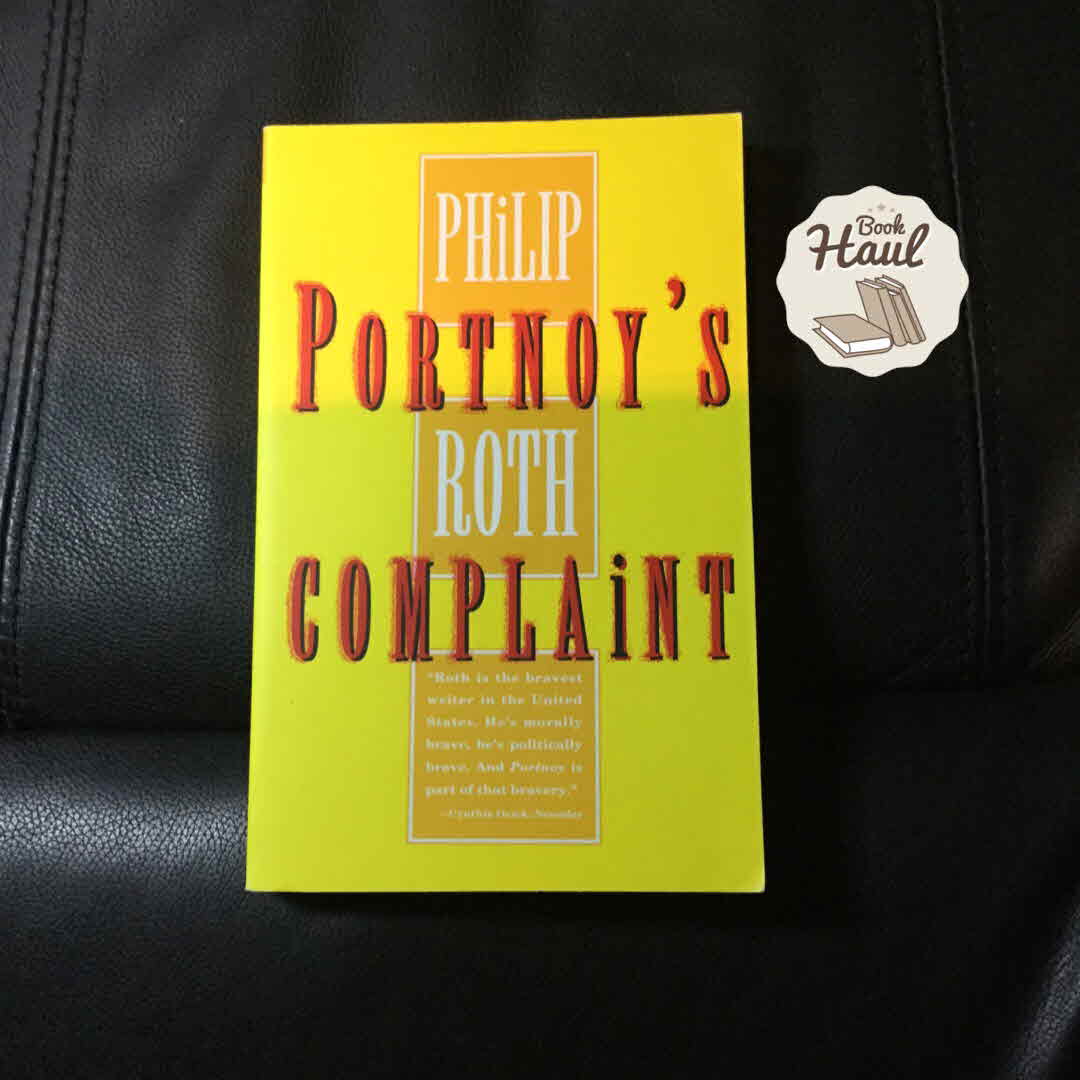 PHiLIP
PORTNOY'S
ROTH
COMPLAiNT
"Roth is the bravest
writer in the United
States. He's morally
brave, he's politically
brave. And Portnoy is
part of that bravery."
—Cynthia Ozick, Newsday
Book
Haul